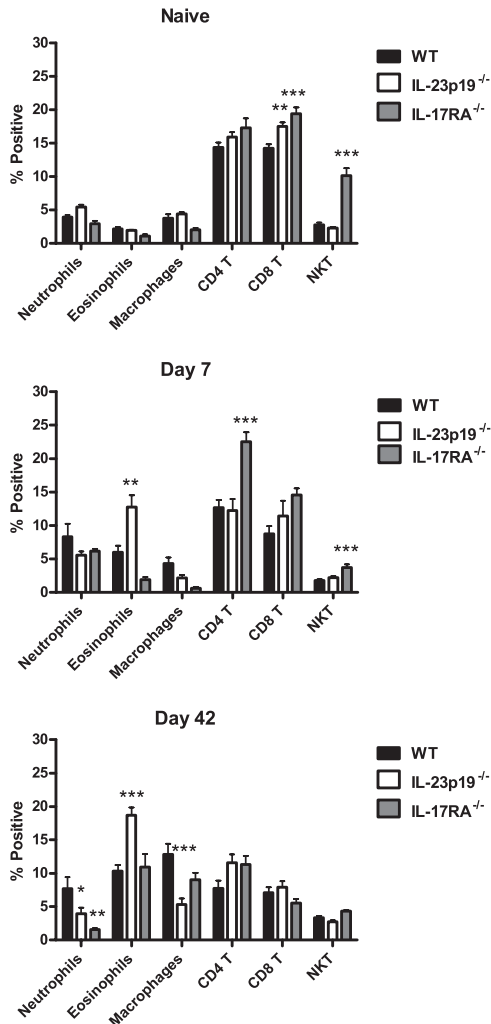 Naive
30
25
20
15
10
5
0
% Positive
***
**
***
WT
IL-23p19 -/-
IL-17RA -/-
Neutrophils
Eosinophils
Macrophages
CD4 T
CD8 T
NKT
Day 7
30
25
20
15
10
5
0
% Positive
***
**
***
WT
IL-23p19 -/-
IL-17RA -/-
Neutrophils
Eosinophils
Macrophages
CD4 T
CD8 T
NKT
Day 42
30
25
20
15
10
5
0
% Positive
***
***
*
**
WT
IL-23p19 -/-
IL-17RA -/-
Neutrophils
Eosinophils
Macrophages
CD4 T
CD8 T
NKT